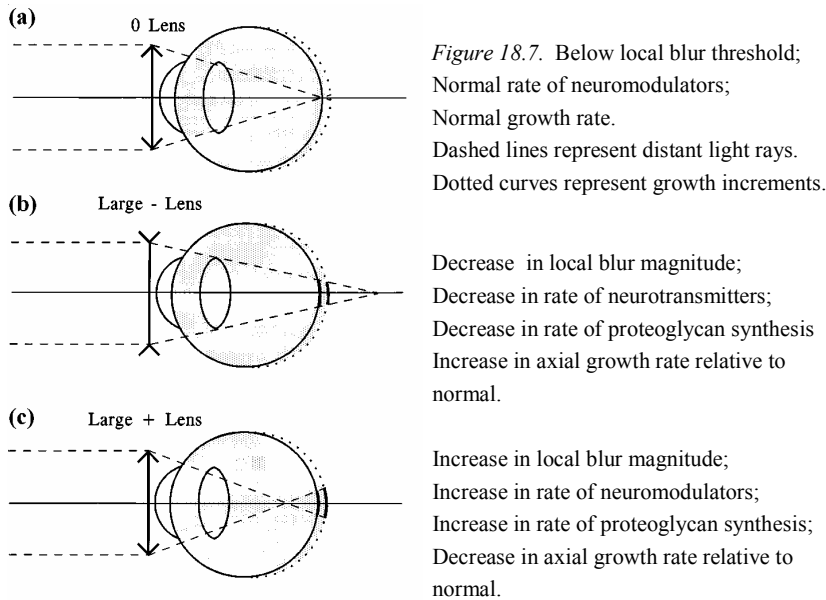 (a)
0 Lens
Figure 18.7. Below local blur threshold;
Normal rate of neuromodulators;
Normal growth rate.
Dashed lines represent distant light rays.
Dotted curves represent growth increments.
(b)
Large - Lens
Decrease in local blur magnitude;
Decrease in rate of neurotransmitters;
Decrease in rate of proteoglycan synthesis
Increase in axial growth rate relative to
normal.
(c)
Large + Lens
Increase in local blur magnitude;
Increase in rate of neuromodulators;
Increase in rate of proteoglycan synthesis;
Decrease in axial growth rate relative to
normal.